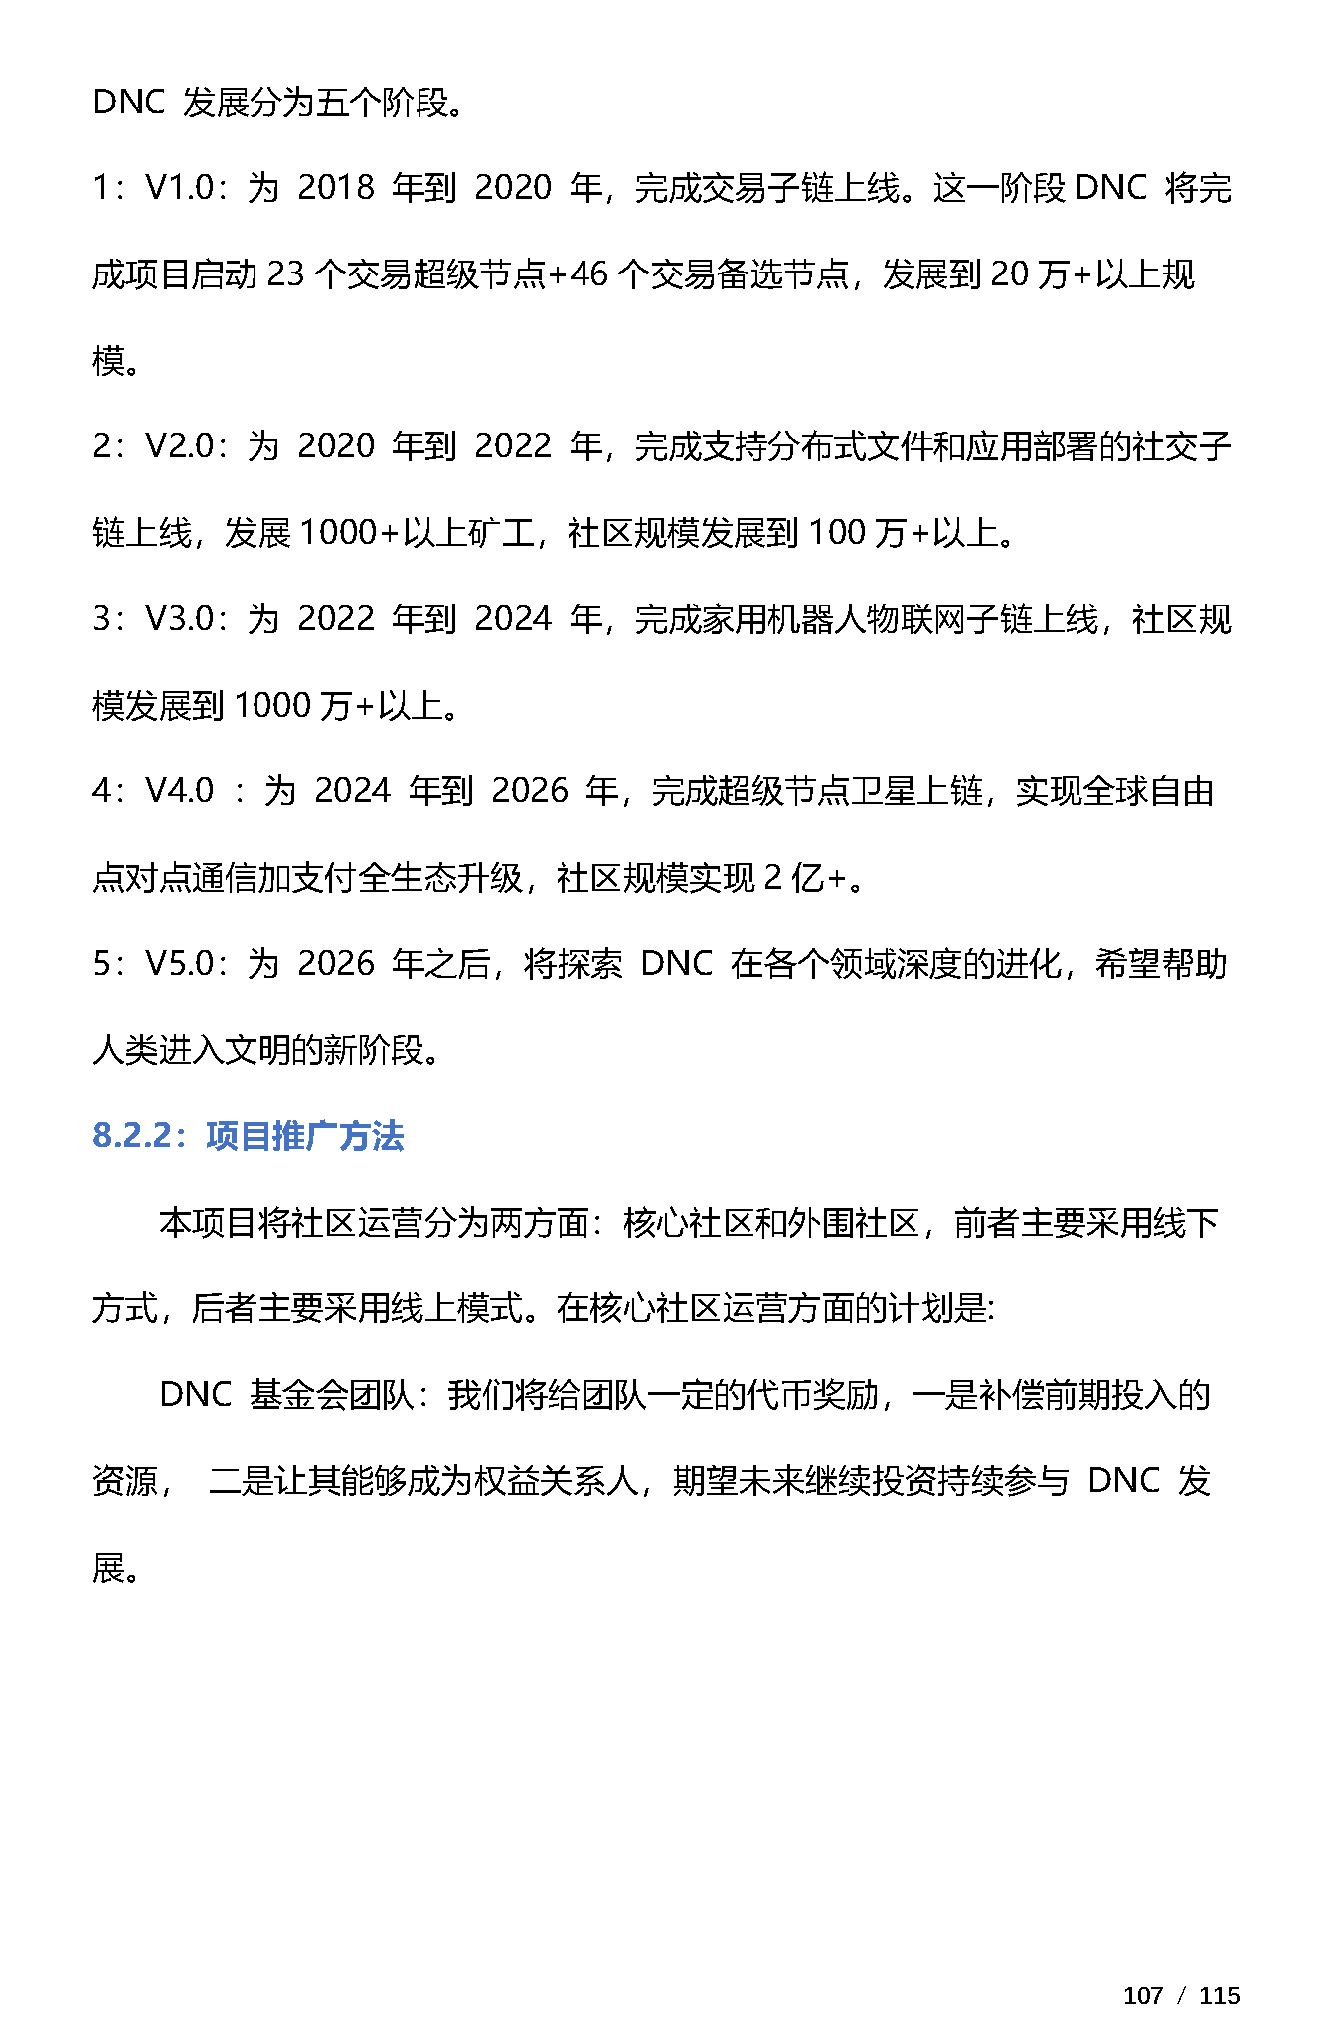 DNC 发展分为五个阶段。
1：V1.0：为 2018 年到 2020 年，完成交易子链上线。这一阶段 DNC 将完
成项目启动 23 个交易超级节点+46 个交易备选节点，发展到 20 万+以上规
模。
2：V2.0：为 2020 年到 2022 年，完成支持分布式文件和应用部署的社交子
链上线，发展 1000+以上矿工，社区规模发展到 100 万+以上。
3：V3.0：为 2022 年到 2024 年，完成家用机器人物联网子链上线，社区规
模发展到 1000 万+以上。
4：V4.0 ：为 2024 年到 2026 年，完成超级节点卫星上链，实现全球自由
点对点通信加支付全生态升级，社区规模实现 2 亿+。
5：V5.0：为 2026 年之后，将探索 DNC 在各个领域深度的进化，希望帮助
人类进入文明的新阶段。
8.2.2：项目推广方法
本项目将社区运营分为两方面：核心社区和外围社区，前者主要采用线下
方式，后者主要采用线上模式。在核心社区运营方面的计划是:
DNC 基金会团队：我们将给团队一定的代币奖励，一是补偿前期投入的
资源， 二是让其能够成为权益关系人，期望未来继续投资持续参与 DNC 发
展。
107 / 115